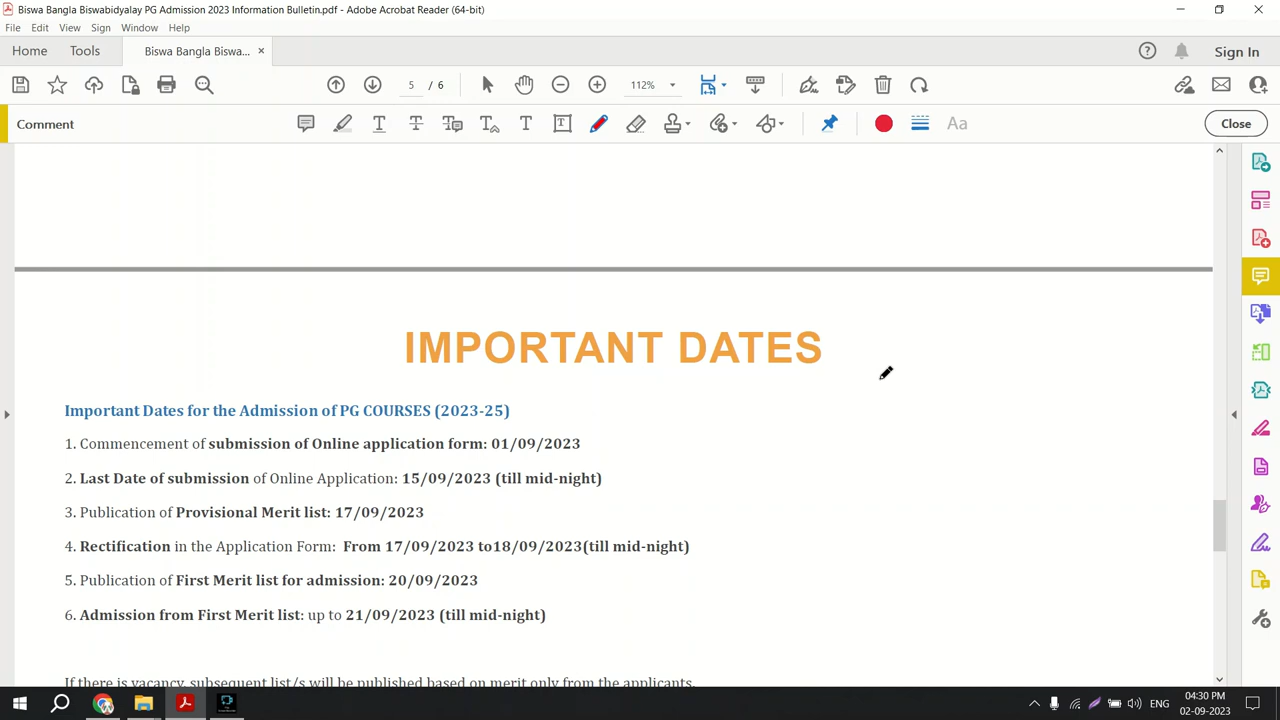 Biswa Bangla Biswabidyalay PG Admission 2023 Information Bulletin.pdf - Adobe Acrobat Reader (64-bit)
File Edit View Sign Window Help
Home Tools Biswa Bangla Biswa... × Sign In
5 / 6 112%
Comment Aa Close
IMPORTANT DATES
Important Dates for the Admission of PG COURSES (2023-25)
1. Commencement of submission of Online application form: 01/09/2023
2. Last Date of submission of Online Application: 15/09/2023 (till mid-night)
3. Publication of Provisional Merit list: 17/09/2023
4. Rectification in the Application Form: From 17/09/2023 to18/09/2023(till mid-night)
5. Publication of First Merit list for admission: 20/09/2023
6. Admission from First Merit list: up to 21/09/2023 (till mid-night)
If there is vacancy, subsequent list/s will be published based on merit only from the applicants.
04:30 PM
ENG
02-09-2023